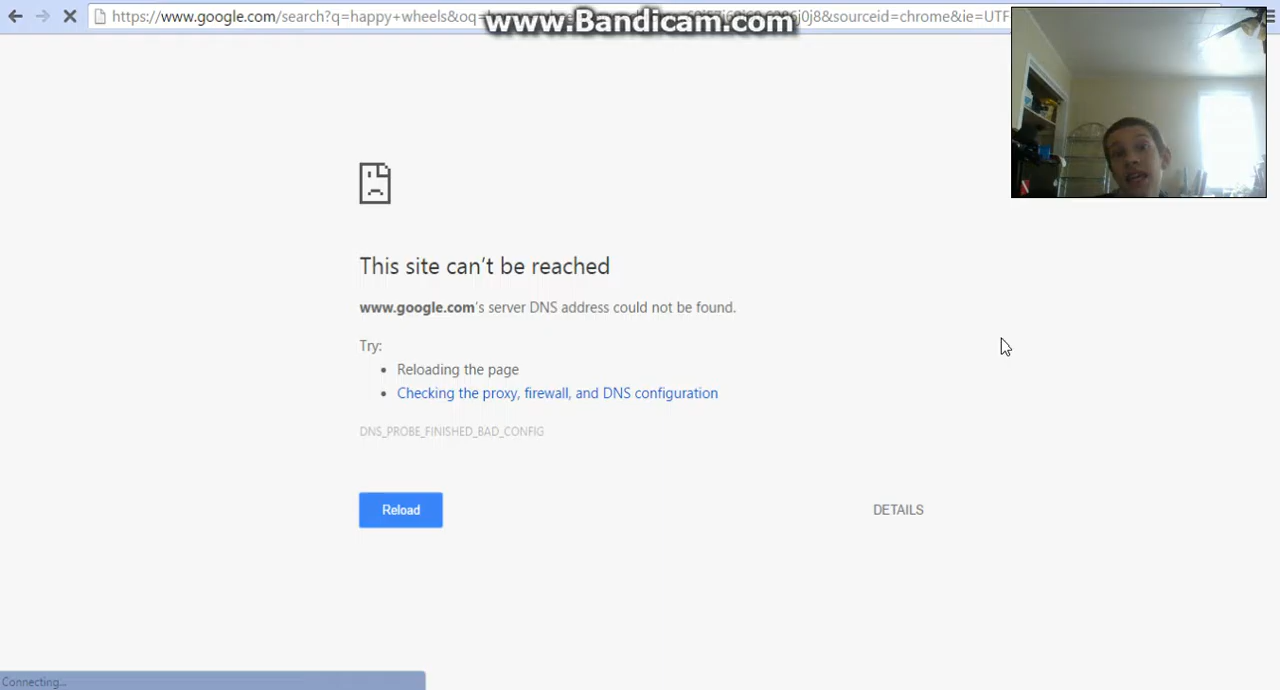 https://www.google.com/search?q=happy+wheels&oq=
www.Bandicam.com
j0j8&sourceid=chrome&ie=UTF
This site can't be reached
www.google.com's server DNS address could not be found.
Try:
Reloading the page
Checking the proxy, firewall, and DNS configuration
DNS_PROBE_FINISHED_BAD_CONFIG
Reload
DETAILS
Connecting...